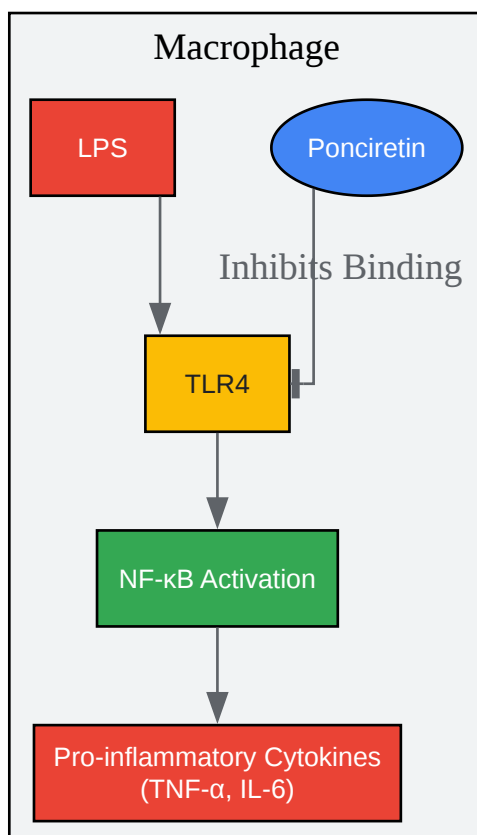 Macrophage
LPS
Ponciretin
Inhibits Binding
TLR4
NF-κB Activation
Pro-inflammatory Cytokines
(TNF-α, IL-6)